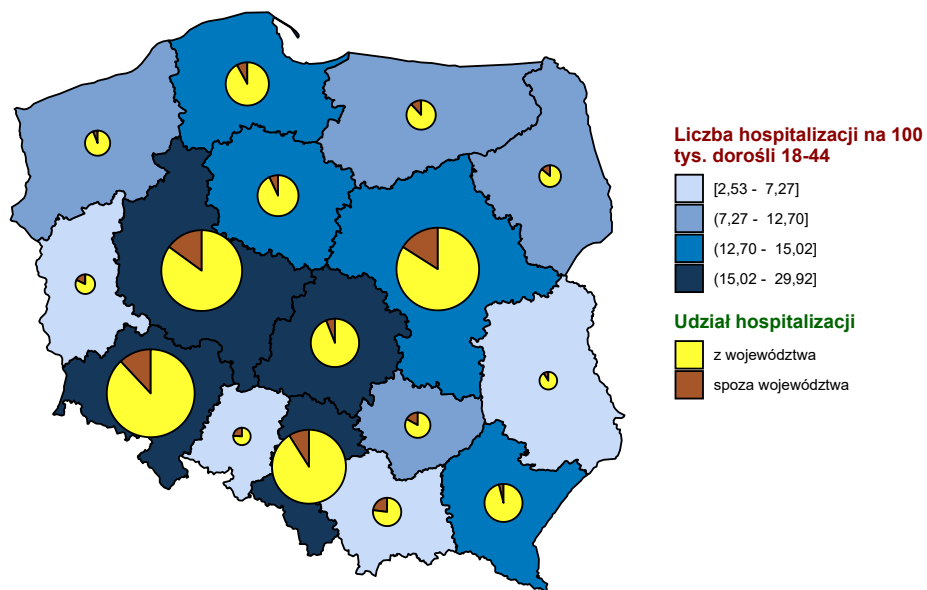 Liczba hospitalizacji na 100
tys. dorośli 18-44
[2,53 - 7,27]
(7,27 - 12,70]
(12,70 - 15,02]
(15,02 - 29,92]
Udział hospitalizacji
z województwa
spoza województwa